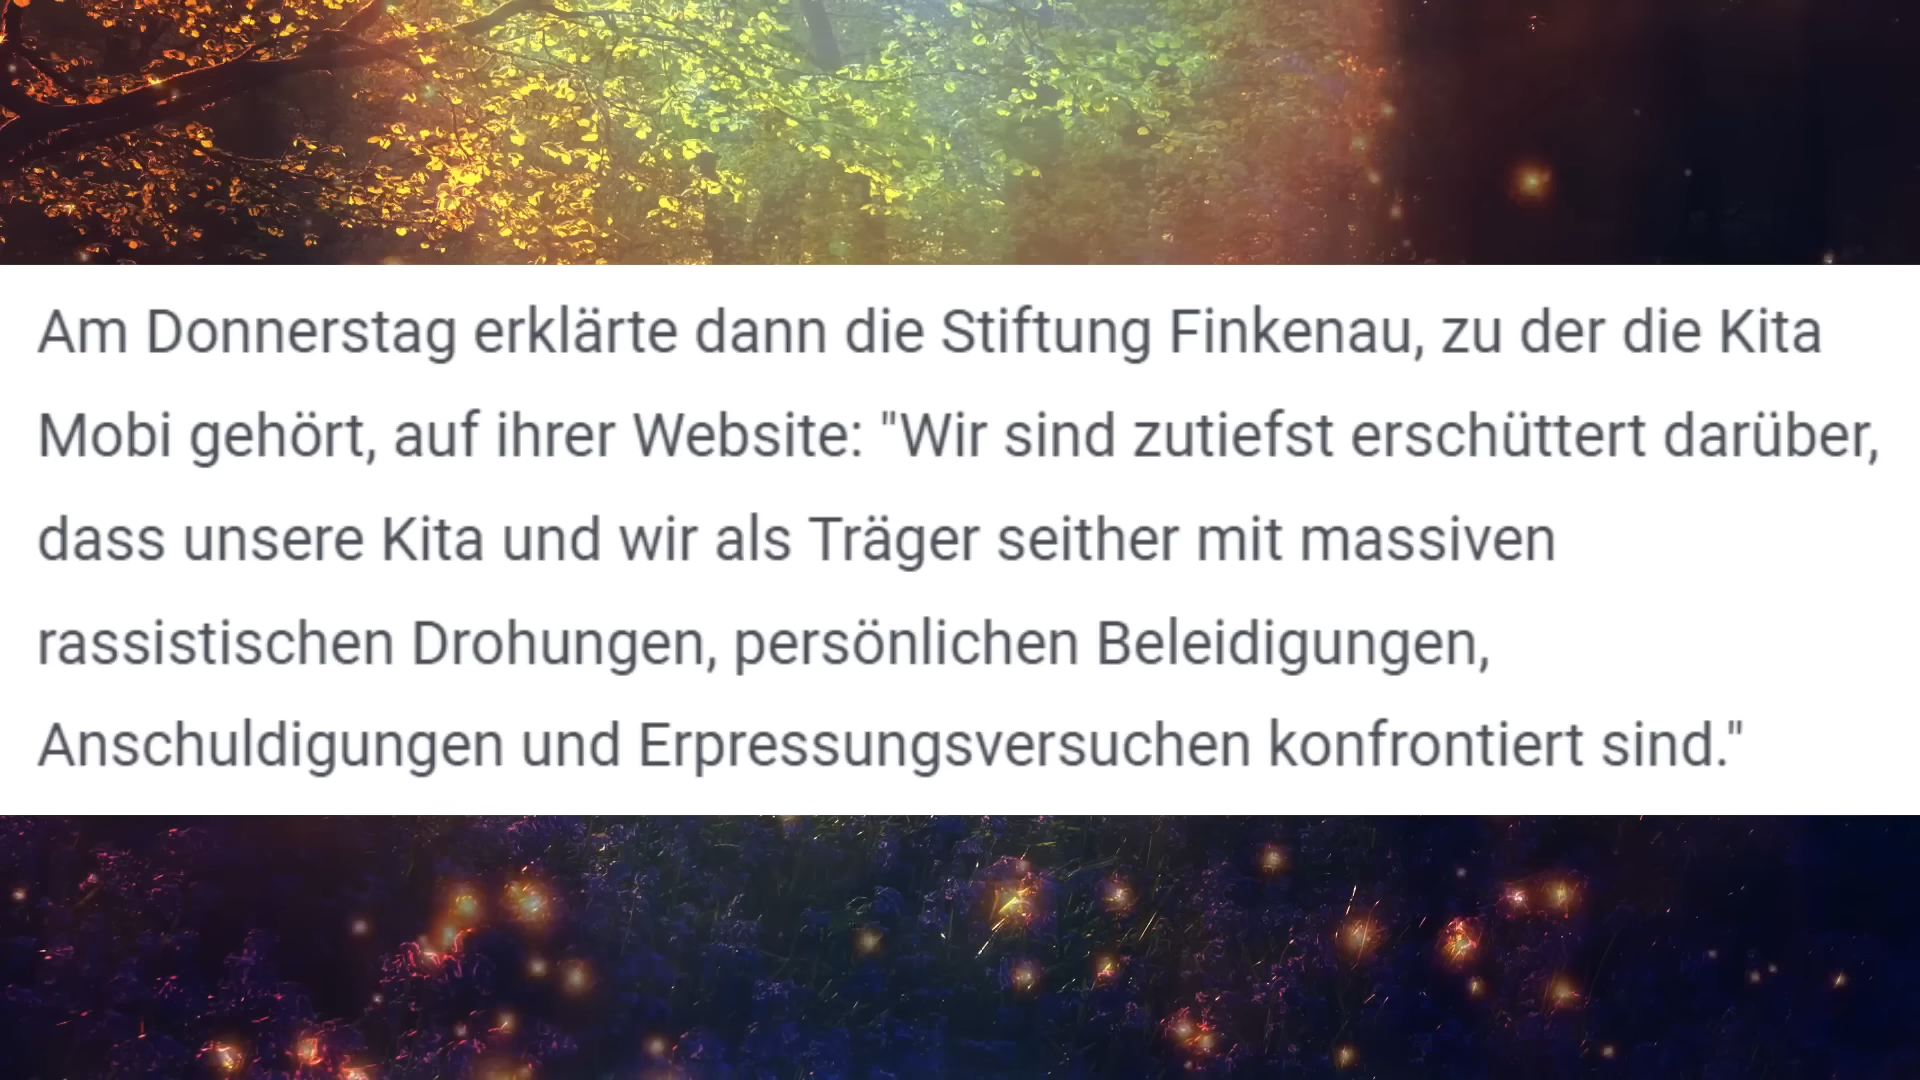 Am Donnerstag erklärte dann die Stiftung Finkenau, zu der die Kita
Mobi gehört, auf ihrer Website: "Wir sind zutiefst erschüttert darüber,
dass unsere Kita und wir als Träger seither mit massiven
rassistischen Drohungen, persönlichen Beleidigungen,
Anschuldigungen und Erpressungsversuchen konfrontiert sind."